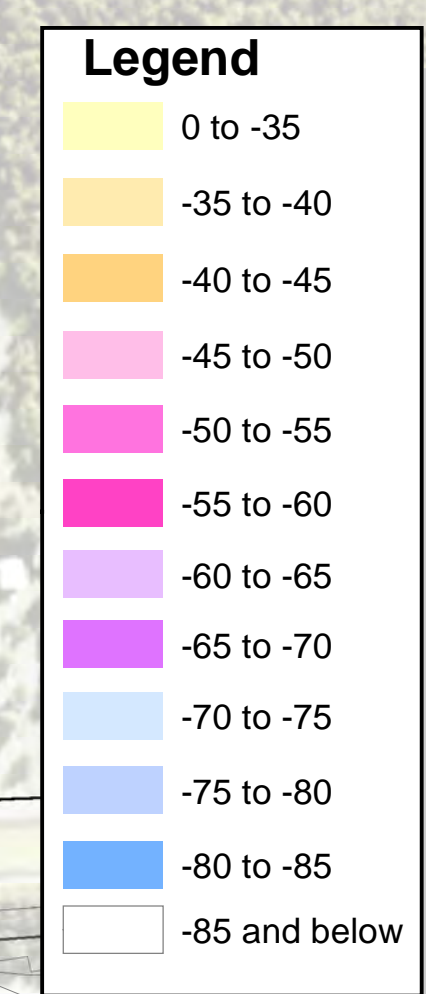 Legend
0 to -35
-35 to -40
-40 to -45
-45 to -50
-50 to -55
-55 to -60
-60 to -65
-65 to -70
-70 to -75
-75 to -80
-80 to -85
-85 and below